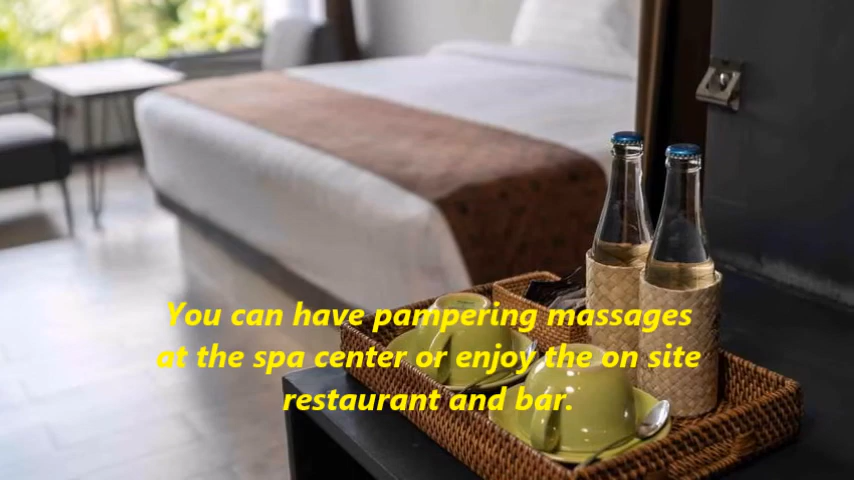 You can have pampering massages
at the spa center or enjoy the on site
restaurant and bar.